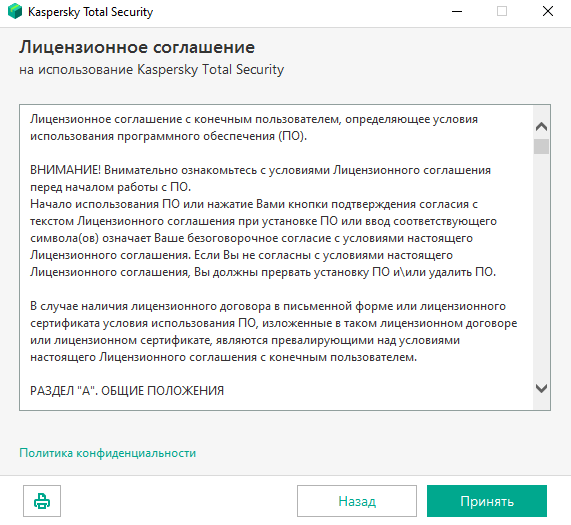 Kaspersky Total Security
Лицензионное соглашение
на использование Kaspersky Total Security
Лицензионное соглашение с конечным пользователем, определяющее условия
использования программного обеспечения (ПО).
ВНИМАНИЕ! Внимательно ознакомьтесь с условиями Лицензионного соглашения
перед началом работы с ПО.
Начало использования ПО или нажатие Вами кнопки подтверждения согласия с
текстом Лицензионного соглашения при установке ПО или ввод соответствующего
символа(ов) означает Ваше безоговорочное согласие с условиями настоящего
Лицензионного соглашения. Если Вы не согласны с условиями настоящего
Лицензионного соглашения, Вы должны прервать установку ПО и\или удалить ПО.
В случае наличия лицензионного договора в письменной форме или лицензионного
сертификата условия использования ПО, изложенные в таком лицензионном договоре
или лицензионном сертификате, являются превалирующими над условиями
настоящего Лицензионного соглашения с конечным пользователем.
РАЗДЕЛ "А". ОБЩИЕ ПОЛОЖЕНИЯ
Политика конфиденциальности
Назад
Принять